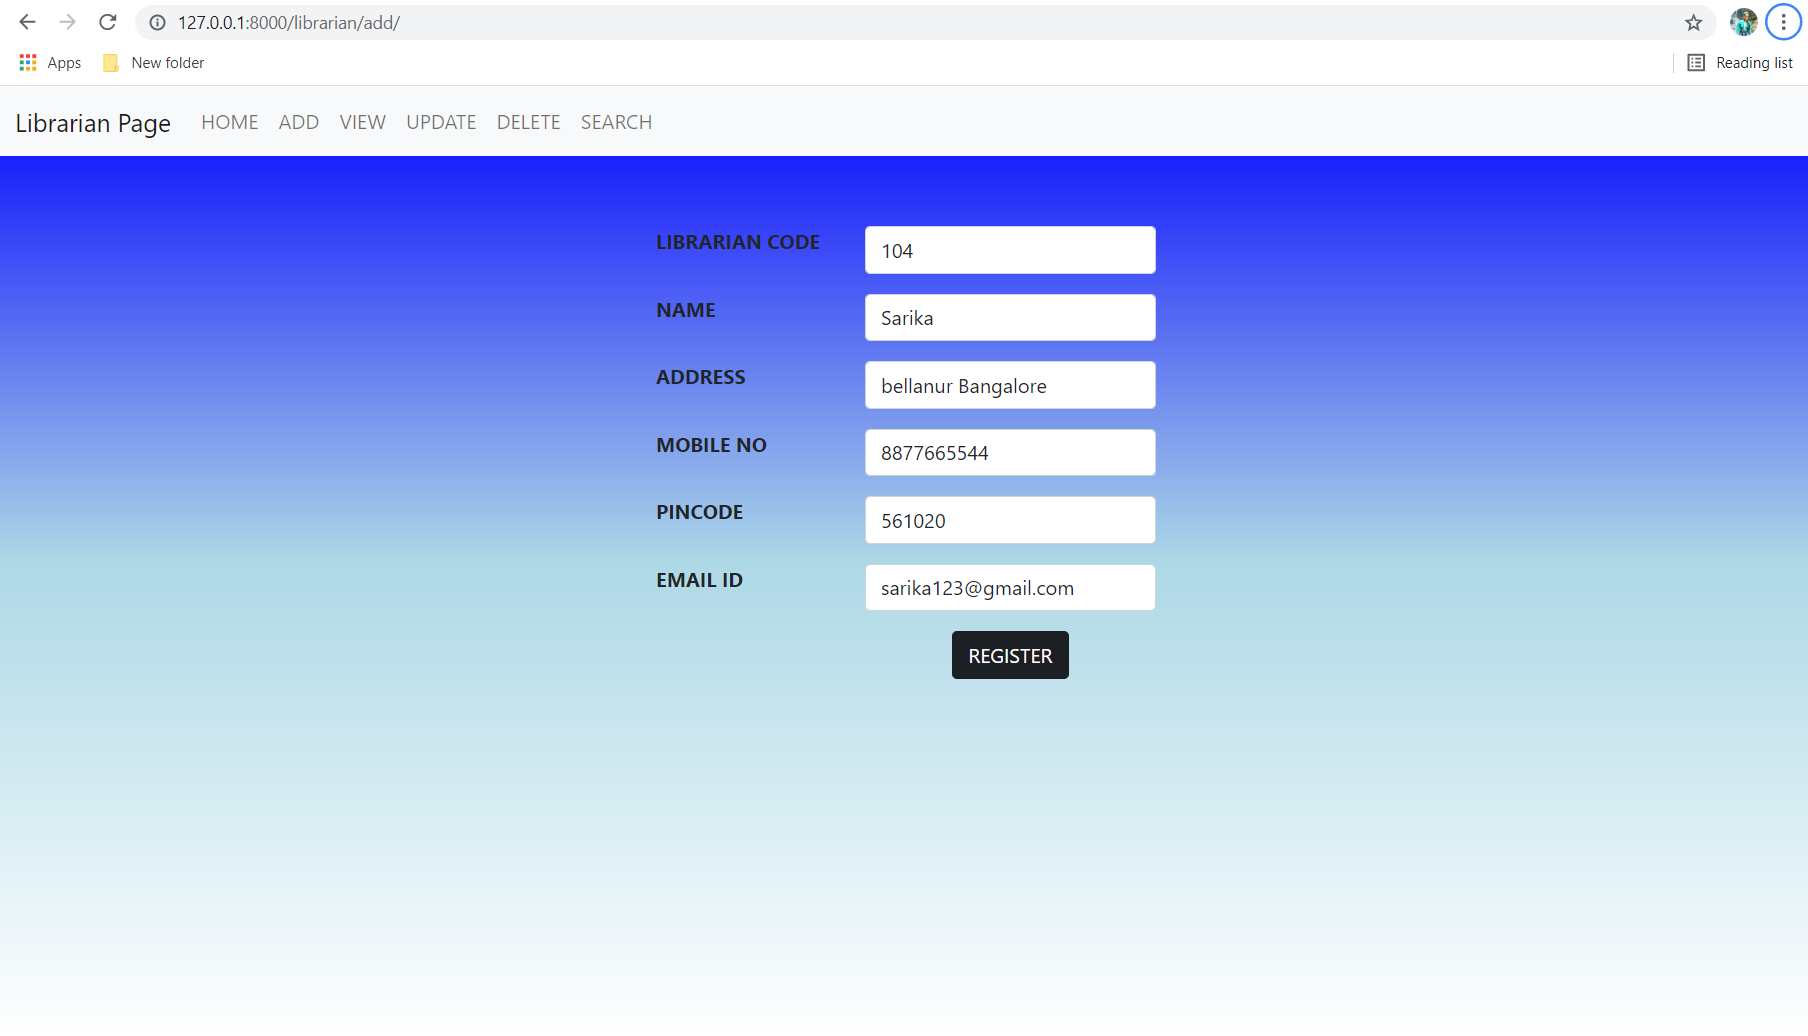 127.0.0.1:8000/librarian/add/
Apps New folder Reading list
Librarian Page HOME ADD VIEW UPDATE DELETE SEARCH
LIBRARIAN CODE 104
NAME Sarika
ADDRESS bellanur Bangalore
MOBILE NO 8877665544
PINCODE 561020
EMAIL ID sarika123@gmail.com
REGISTER